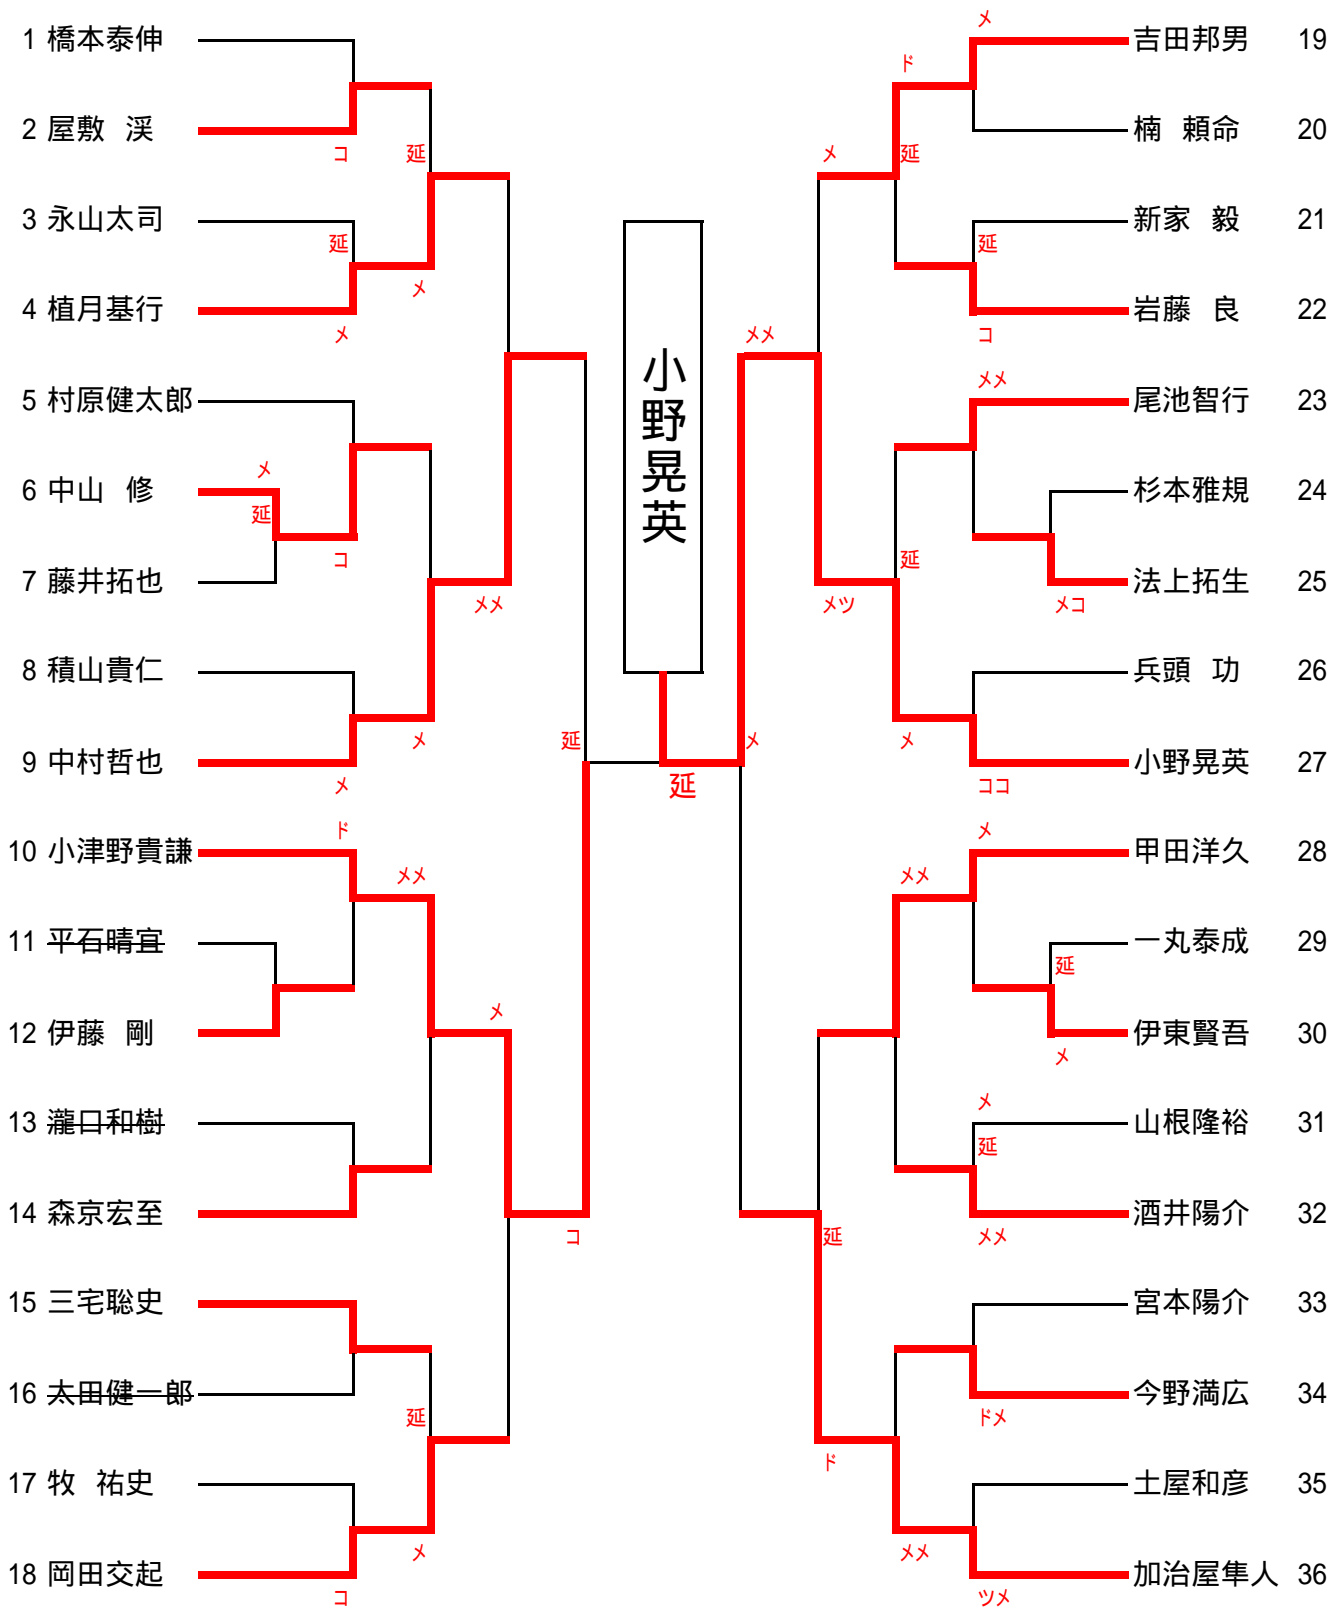 1 橋本泰伸
2 屋敷 渓
コ
延
3 永山太司
延
4 植月基行
メ
メ
5 村原健太郎
6 中山 修
メ
延
7 藤井拓也
コ
メメ
8 積山貴仁
9 中村哲也
メ
メ
延
10 小津野貴謙
ド
メメ
11 平石晴宜
12 伊藤 剛
メ
13 瀧口和樹
14 森京宏至
コ
15 三宅聡史
16 太田健一郎
延
17 牧 祐史
18 岡田交起
コ
メ
小野晃英
延
メ
吉田邦男 19
ド
楠 頼命 20
メ
延
新家 毅 21
延
岩藤 良 22
コ
メメ
メメ
尾池智行 23
杉本雅規 24
延
法上拓生 25
メコ
メツ
兵頭 功 26
小野晃英 27
メ
メ
ココ
メ
甲田洋久 28
メメ
一丸泰成 29
延
伊東賢吾 30
メ
メ
山根隆裕 31
延
酒井陽介 32
メメ
延
宮本陽介 33
今野満広 34
ドメ
ド
土屋和彦 35
加治屋隼人 36
メメ
ツメ